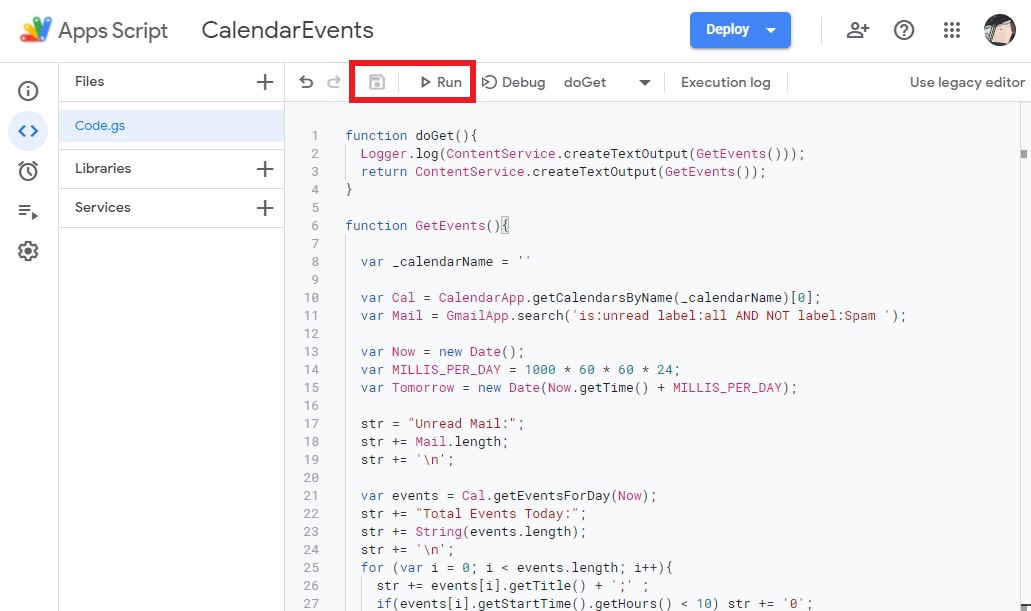 Apps Script CalendarEvents Deploy
Files
Run Debug doGet Execution log Use legacy editor
Code.gs
Libraries
Services
1 function doGet(){
2 Logger.log(ContentService.createTextOutput(GetEvents()));
3 return ContentService.createTextOutput(GetEvents());
4 }
5
6 function GetEvents(){
7
8 var _calendarName = ''
9
10 var Cal = CalendarApp.getCalendarsByName(_calendarName)[0];
11 var Mail = GmailApp.search('is:unread label:all AND NOT label:Spam ');
12
13 var Now = new Date();
14 var MILLIS_PER_DAY = 1000 * 60 * 60 * 24;
15 var Tomorrow = new Date(Now.getTime() + MILLIS_PER_DAY);
16
17 str = "Unread Mail:";
18 str += Mail.length;
19 str += '\n';
20
21 var events = Cal.getEventsForDay(Now);
22 str += "Total Events Today:";
23 str += String(events.length);
24 str += '\n';
25 for (var i = 0; i < events.length; i++){
26 str += events[i].getTitle() + ';' ;
27 if(events[i].getStartTime().getHours() < 10) str += '0';